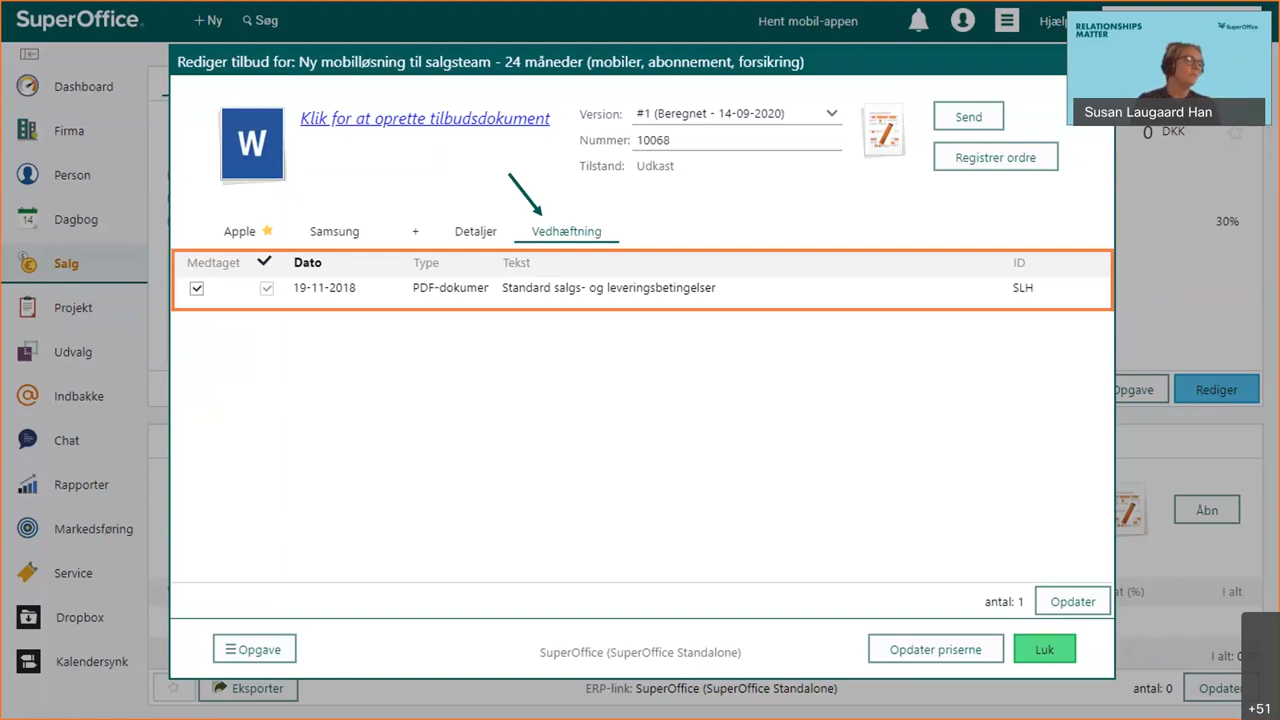 SuperOffice.
+ Ny
Søg
Hent mobil-appen
Hjælp
RELATIONSHIPS
MATTER
SuperOffice
Susan Laugaard Han
Dashboard
Firma
Person
14
Dagbog
Salg
Projekt
Udvalg
Indbakke
Chat
Rapporter
Markedsføring
Service
Dropbox
Kalendersynk
Rediger tilbud for: Ny mobilløsning til salgsteam - 24 måneder (mobiler, abonnement, forsikring)
W
Klik for at oprette tilbudsdokument
Version: #1 (Beregnet - 14-09-2020)
Nummer: 10068
Tilstand: Udkast
Send
Registrer ordre
0 DKK
30%
Apple Samsung + Detaljer Vedhæftning
Medtaget Dato Type Tekst ID
19-11-2018 PDF-dokumer Standard salgs- og leveringsbetingelser SLH
Opgave
Rediger
Åbn
antal: 1 Opdater
at (%) I alt
Opgave
SuperOffice (SuperOffice Standalone)
Opdater priserne
Luk
I alt: 0
Eksporter
ERP-link: SuperOffice (SuperOffice Standalone)
antal: 0
Opdater
+51